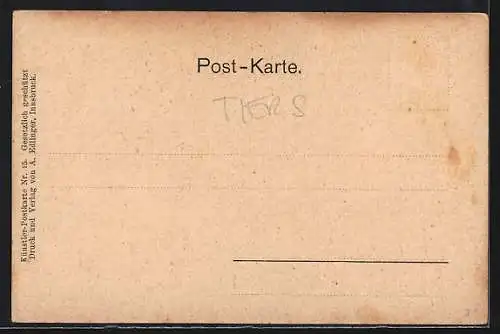 Post-Karte.
TIERS
Künstler-Postkarte Nr. 15. Gesetzlich geschützt
Druck und Verlag von A. Edlinger, Innsbruck.